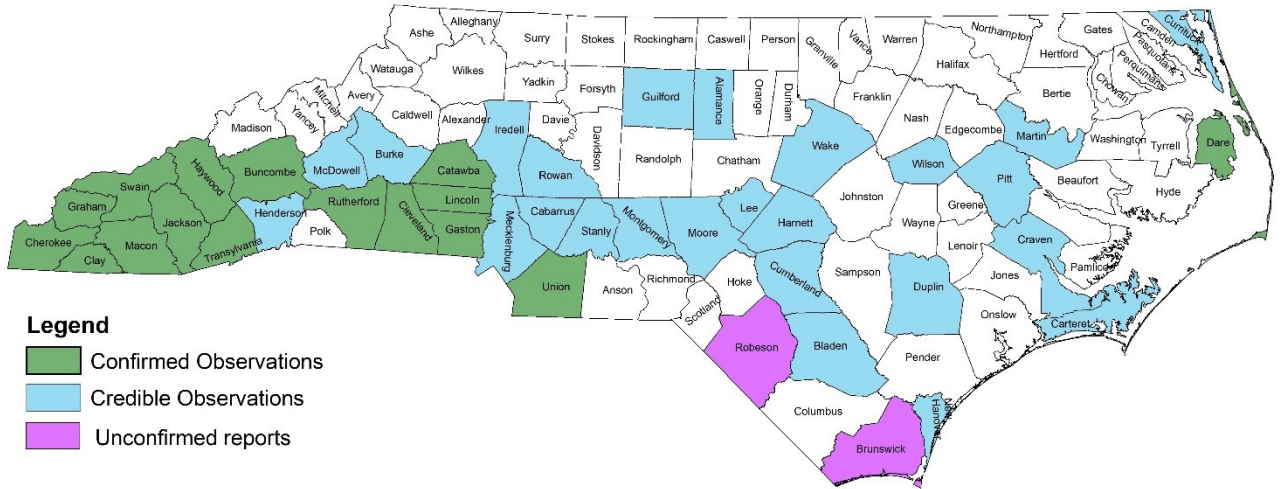 Alleghany
Ashe
Surry
Stokes
Rockingham
Caswell
Person
Granville
Vance
Warren
Northampton
Gates
Camden
Currituck
Pasquotank
Perquimans
Chowan
Hertford
Halifax
Bertie
Watauga
Wilkes
Yadkin
Forsyth
Guilford
Alamance
Orange
Durham
Franklin
Nash
Edgecombe
Martin
Washington
Tyrrell
Dare
Mitchell
Avery
Yancey
Madison
Caldwell
Alexander
Iredell
Davie
Davidson
Randolph
Chatham
Wake
Wilson
Pitt
Beaufort
Hyde
Haywood
Buncombe
McDowell
Burke
Catawba
Rowan
Swain
Graham
Jackson
Henderson
Rutherford
Cleveland
Lincoln
Gaston
Mecklenburg
Cabarrus
Stanly
Montgomery
Moore
Lee
Harnett
Johnston
Wayne
Greene
Lenoir
Craven
Pamlico
Cherokee
Macon
Clay
Transylvania
Polk
Union
Anson
Richmond
Scotland
Hoke
Cumberland
Sampson
Duplin
Jones
Onslow
Carteret
Robeson
Bladen
Pender
Columbus
Brunswick
New
Hanover
Legend
Confirmed Observations
Credible Observations
Unconfirmed reports